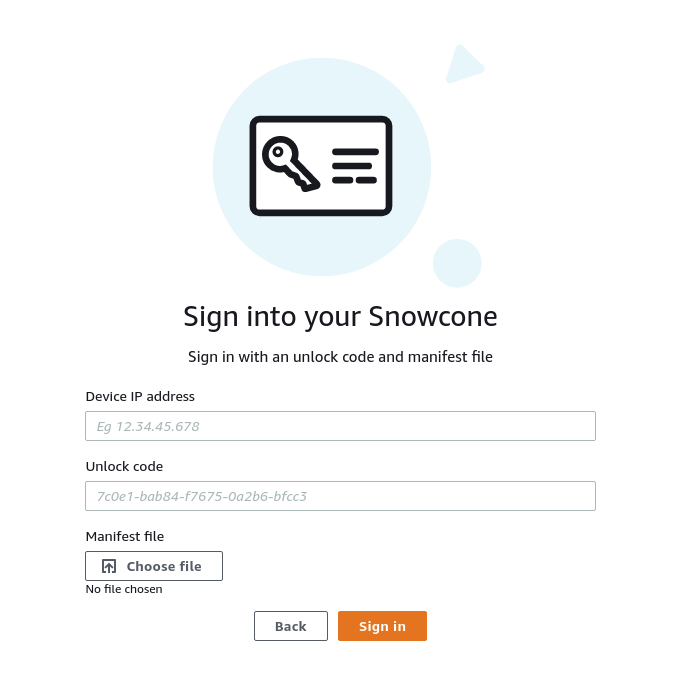 Sign into your Snowcone
Sign in with an unlock code and manifest file
Device IP address
Eg 12.34.45.678
Unlock code
7c0e1-bab84-f7675-0a2b6-bfcc3
Manifest file
Choose file
No file chosen
Back Sign in